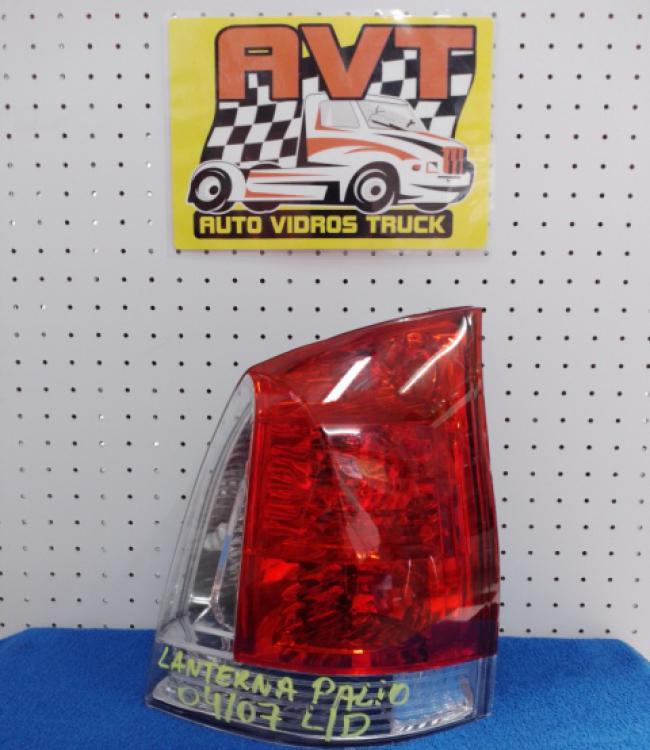 AVT
AUTO VIDROS TRUCK
LANTERNA PALIO
04/07 L/D